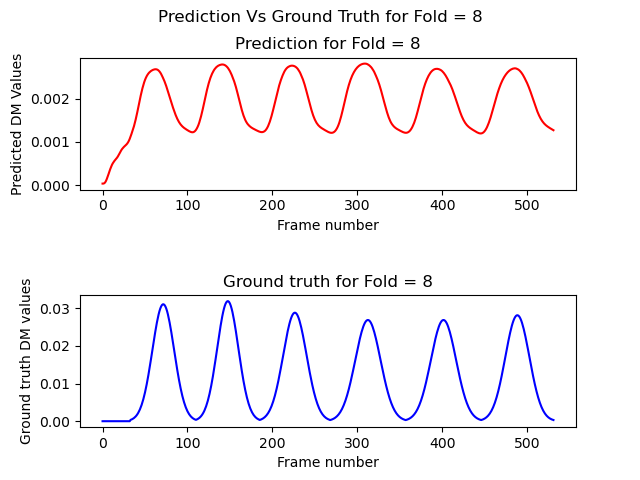 Prediction Vs Ground Truth for Fold = 8
Prediction for Fold = 8
Predicted DM Values
0.002
0.001
0.000
0 100 200 300 400 500
Frame number
Ground truth for Fold = 8
Ground truth DM values
0.03
0.02
0.01
0.00
0 100 200 300 400 500
Frame number